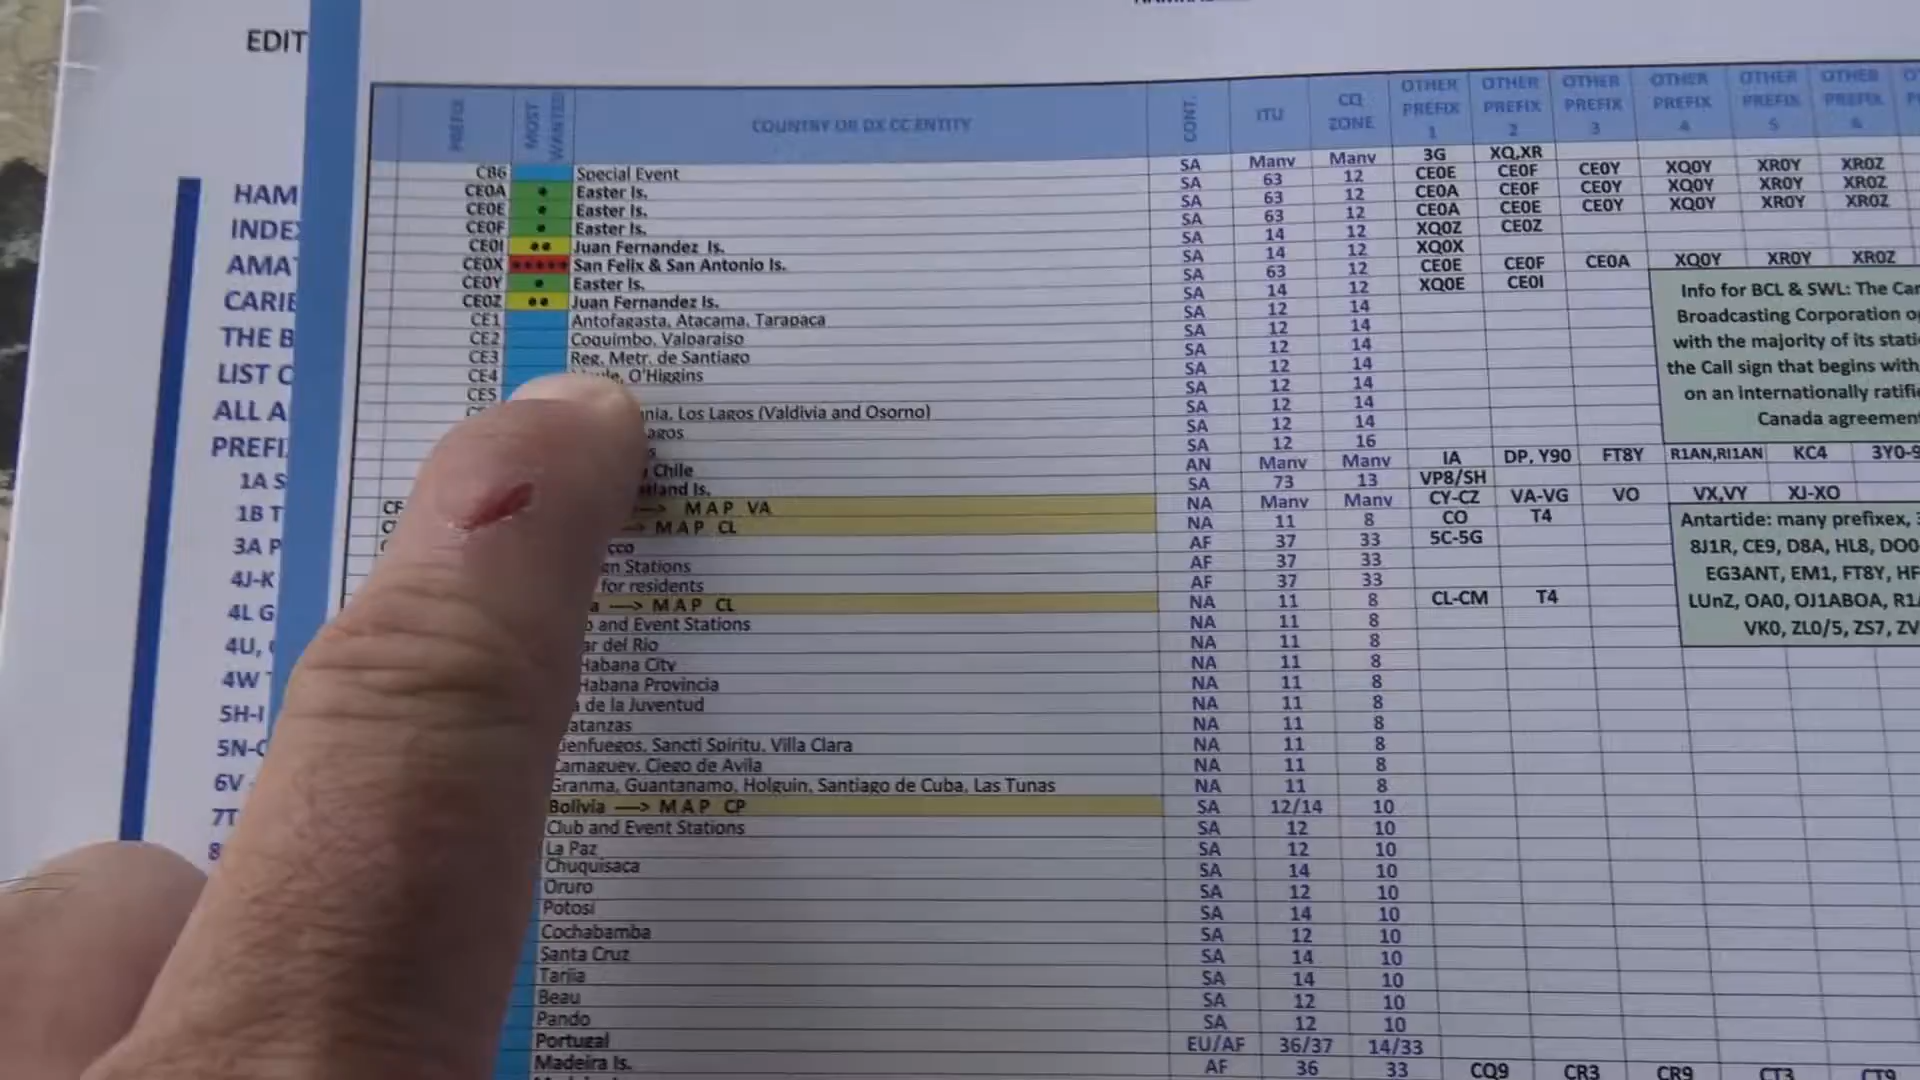 EDIT
HAM
INDEX
AMAT
CARIB
THE B
LIST C
ALL A
PREFI
1A S
1B T
3A P
4J-K
4L G
4U,
4W
5H-I
5N-O
6V
7T
8
PREFIX MOST WANTED COUNTRY OR DX CC ENTITY CONT. ITU CQ ZONE OTHER PREFIX 1 OTHER PREFIX 2 OTHER PREFIX 3 OTHER PREFIX 4 OTHER PREFIX 5 OTHER PREFIX 6
CB6 Special Event SA Many Many 3G XQ,XR
CE0A • Easter Is. SA 63 12 CE0E CE0F CE0Y XQ0Y XR0Y XR0Z
CE0E • Easter Is. SA 63 12 CE0A CE0F CE0Y XQ0Y XR0Y XR0Z
CE0F • Easter Is. SA 63 12 CE0A CE0E CE0Y XQ0Y XR0Y XR0Z
CE0I •• Juan Fernandez Is. SA 14 12 XQ0Z CE0Z
CE0X ••••• San Felix & San Antonio Is. SA 14 12 XQ0X
CE0Y • Easter Is. SA 63 12 CE0E CE0F CE0A XQ0Y XR0Y XR0Z
CE0Z •• Juan Fernandez Is. SA 14 12 XQ0E CE0I
CE1 Antofagasta, Atacama, Tarapaca SA 12 14
CE2 Coquimbo, Valparaiso SA 12 14
CE3 Reg. Metr. de Santiago SA 12 14
CE4 O'Higgins SA 12 14
CE5 SA 12 14
nia, Los Lagos (Valdivia and Osorno) SA 12 14
agos SA 12 14
s SA 12 16
Chile AN Many Many IA DP, Y90 FT8Y R1AN,RI1AN KC4 3Y0-9
tland Is. SA 73 13 VP8/SH
---> M A P VA NA Many Many CY-CZ VA-VG VO VX,VY XJ-XO
---> M A P CL NA 11 8 CO T4
cco AF 37 33 5C-5G
gn Stations AF 37 33
for residents AF 37 33
a ---> M A P CL NA 11 8 CL-CM T4
b and Event Stations NA 11 8
ar del Rio NA 11 8
Habana City NA 11 8
Habana Provincia NA 11 8
a de la Juventud NA 11 8
atanzas NA 11 8
ienfuegos, Sancti Spiritu, Villa Clara NA 11 8
Camaguey, Ciego de Avila NA 11 8
Granma, Guantanamo, Holguin, Santiago de Cuba, Las Tunas NA 11 8
Bolivia ---> M A P CP SA 12/14 10
Club and Event Stations SA 12 10
La Paz SA 12 10
Chuquisaca SA 14 10
Oruro SA 12 10
Potosi SA 14 10
Cochabamba SA 12 10
Santa Cruz SA 14 10
Tarija SA 14 10
Beau SA 12 10
Pando SA 12 10
Portugal EU/AF 36/37 14/33
Madeira Is. AF 36 33 CQ9 CR3 CR9 CT3 CT9
Info for BCL & SWL: The Can
Broadcasting Corporation o
with the majority of its stati
the Call sign that begins with
on an internationally ratifie
Canada agreement
Antartide: many prefixex, 3
8J1R, CE9, D8A, HL8, DO0
EG3ANT, EM1, FT8Y, HF
LUnZ, OA0, OJ1ABOA, R1A
VK0, ZL0/5, ZS7, ZV